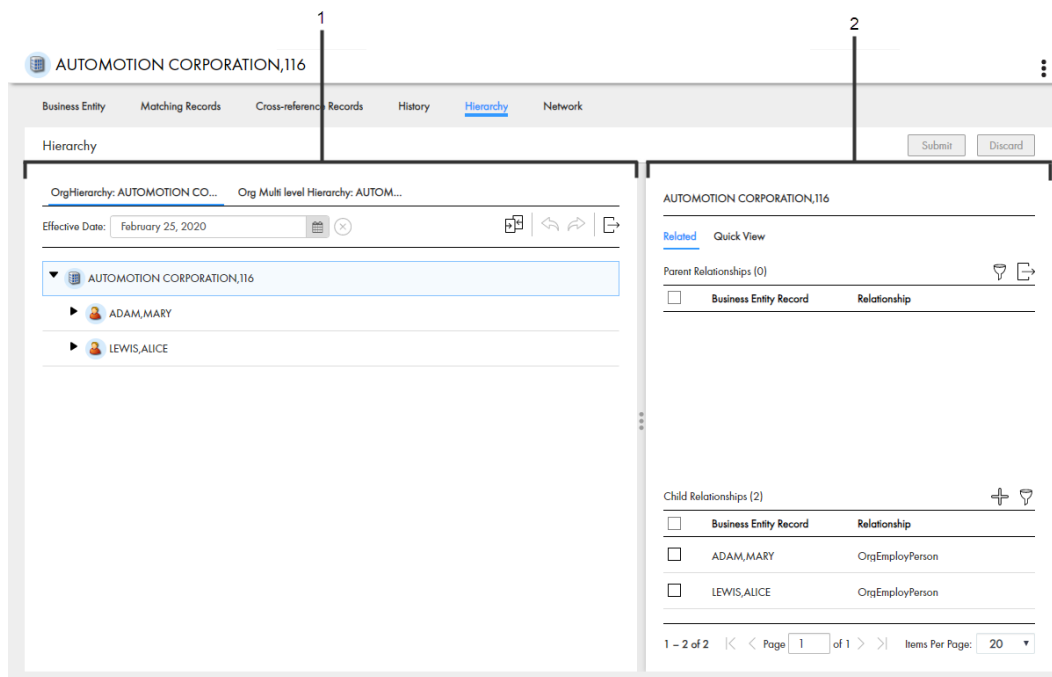 1
2
AUTOMOTION CORPORATION,116
Business Entity Matching Records Cross-reference Records History Hierarchy Network
Hierarchy
Submit Discard
OrgHierarchy: AUTOMOTION CO... Org Multi level Hierarchy: AUTOM...
Effective Date: February 25, 2020
AUTOMOTION CORPORATION,116
ADAM,MARY
LEWIS,ALICE
AUTOMOTION CORPORATION,116
Related Quick View
Parent Relationships (0)
Business Entity Record Relationship
Child Relationships (2)
Business Entity Record Relationship
ADAM,MARY OrgEmployPerson
LEWIS,ALICE OrgEmployPerson
1 – 2 of 2 Page 1 of 1 Items Per Page: 20